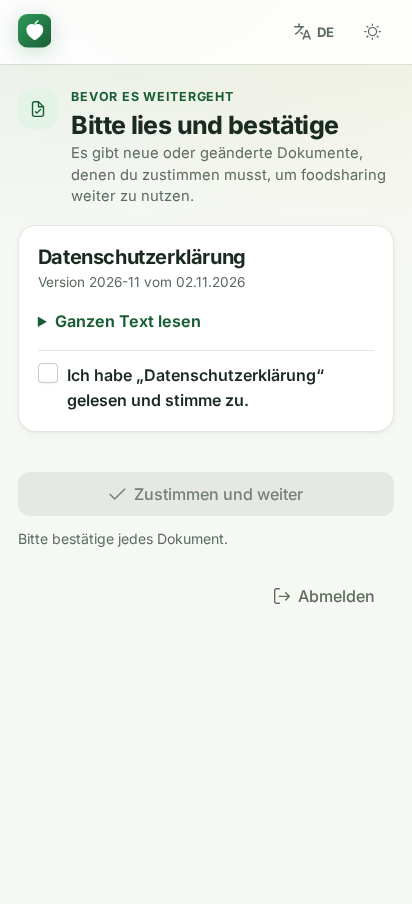 DE
BEVOR ES WEITERGEHT
Bitte lies und bestätige
Es gibt neue oder geänderte Dokumente,
denen du zustimmen musst, um foodsharing
weiter zu nutzen.
Datenschutzerklärung
Version 2026-11 vom 02.11.2026
Ganzen Text lesen
Ich habe „Datenschutzerklärung“
gelesen und stimme zu.
Zustimmen und weiter
Bitte bestätige jedes Dokument.
Abmelden